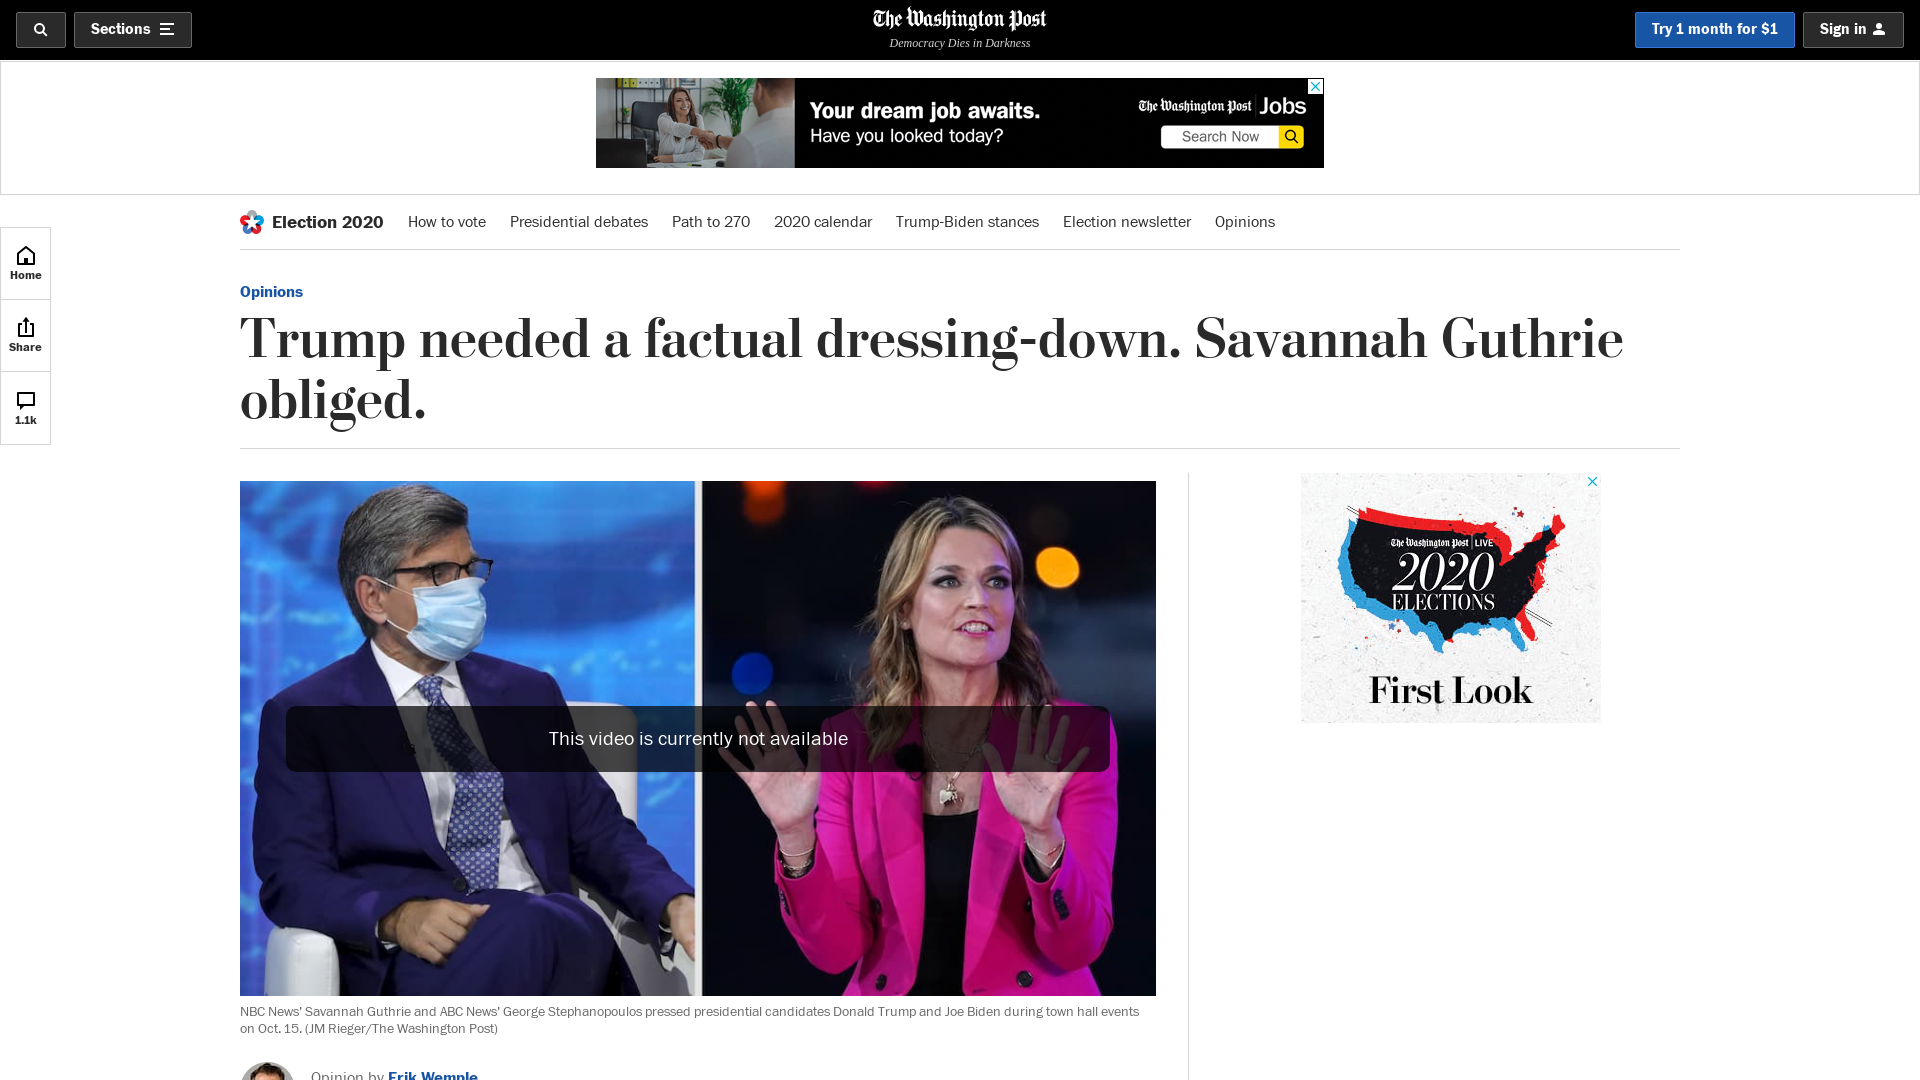 Sections
The Washington Post
Democracy Dies in Darkness
Try 1 month for $1
Sign in
Your dream job awaits.
Have you looked today?
The Washington Post Jobs
Search Now
Election 2020
How to vote
Presidential debates
Path to 270
2020 calendar
Trump-Biden stances
Election newsletter
Opinions
Home
Share
1.1k
Opinions
Trump needed a factual dressing-down. Savannah Guthrie
obliged.
This video is currently not available
The Washington Post LIVE
2020
ELECTIONS
First Look
NBC News' Savannah Guthrie and ABC News' George Stephanopoulos pressed presidential candidates Donald Trump and Joe Biden during town hall events
on Oct. 15. (JM Rieger/The Washington Post)
Opinion by Erik Wemple